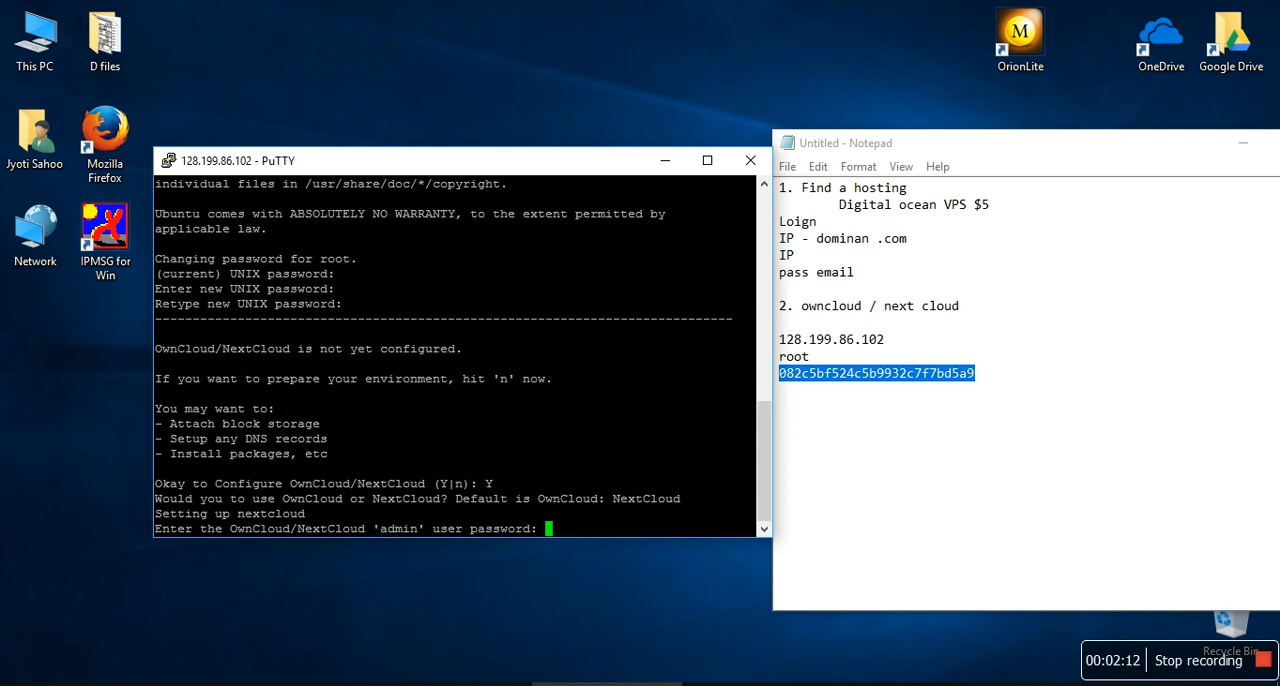 This PC
D files
OrionLite
OneDrive
Google Drive
Jyoti Sahoo
Mozilla
Firefox
Network
IPMSG for
Win
128.199.86.102 - PuTTY
individual files in /usr/share/doc/*/copyright.
Ubuntu comes with ABSOLUTELY NO WARRANTY, to the extent permitted by
applicable law.
Changing password for root.
(current) UNIX password:
Enter new UNIX password:
Retype new UNIX password:
-----------------------------------------------------------------------------
OwnCloud/NextCloud is not yet configured.
If you want to prepare your environment, hit 'n' now.
You may want to:
- Attach block storage
- Setup any DNS records
- Install packages, etc
Okay to Configure OwnCloud/NextCloud (Y|n): Y
Would you to use OwnCloud or NextCloud? Default is OwnCloud: NextCloud
Setting up nextcloud
Enter the OwnCloud/NextCloud 'admin' user password:
Untitled - Notepad
File Edit Format View Help
1. Find a hosting
Digital ocean VPS $5
Loign
IP - dominan .com
IP
pass email
2. owncloud / next cloud
128.199.86.102
root
082c5bf524c5b9932c7f7bd5a9
Recycle Bin
00:02:12 Stop recording